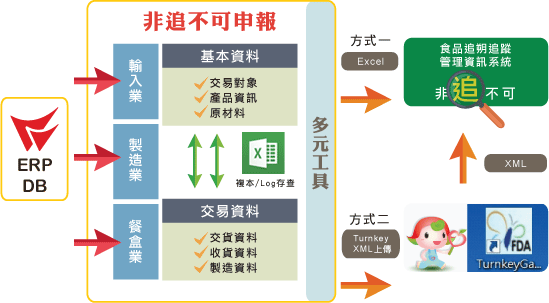 非追不可申報
輸入業
製造業
餐盒業
基本資料
交易對象
產品資訊
原材料
複本/Log存查
交易資料
交貨資料
收貨資料
製造資料
多元工具
ERP
DB
方式一
Excel
食品追朔追蹤
管理資訊系統
非追不可
XML
方式二
Turnkey
XML上傳
FDA
TurnkeyGa...